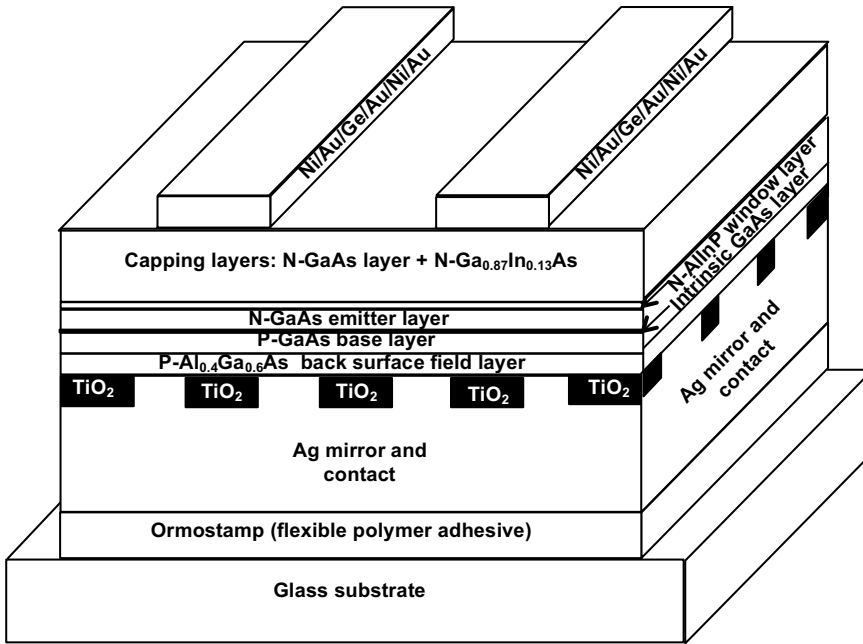 Ni/Au/Ge/Au/Ni/Au
Ni/Au/Ge/Au/Ni/Au
N-AlInP window layer
Intrinsic GaAs layer
Capping layers: N-GaAs layer + N-Ga0.87In0.13As
N-GaAs emitter layer
P-GaAs base layer
P-Al0.4Ga0.6As back surface field layer
TiO2 TiO2 TiO2 TiO2 TiO2
Ag mirror and
contact
Ag mirror and
contact
Ormostamp (flexible polymer adhesive)
Glass substrate